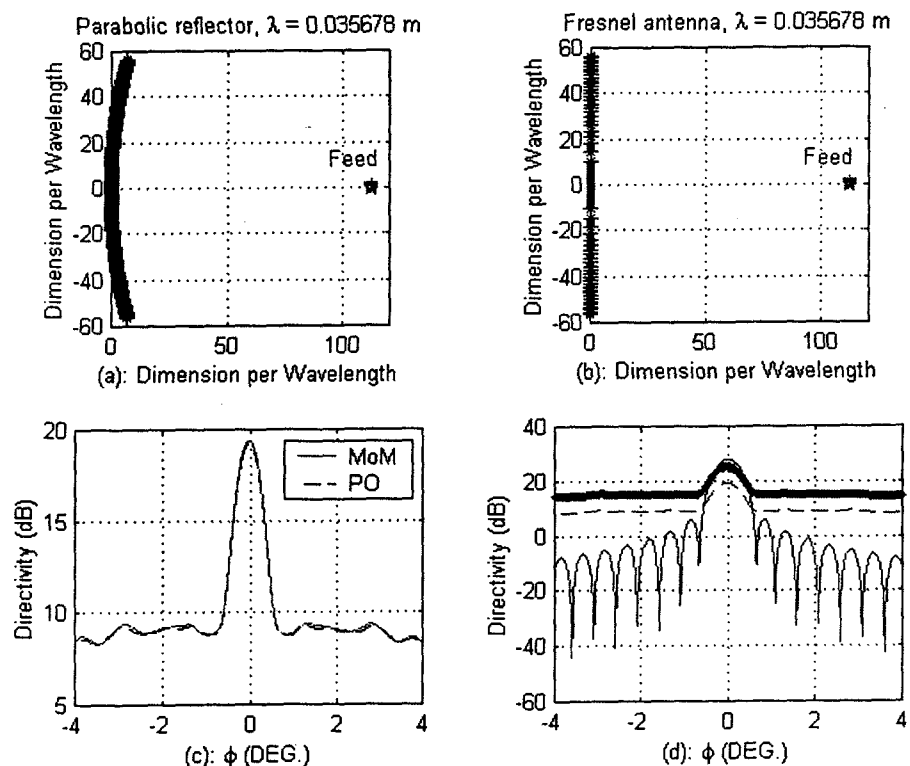 Parabolic reflector, λ = 0.035678 m
60
40
20
0
-20
-40
-60
Dimension per Wavelength
Feed
0
50
100
(a): Dimension per Wavelength
Fresnel antenna, λ = 0.035678 m
60
40
20
0
-20
-40
-60
Dimension per Wavelength
Feed
0
50
100
(b): Dimension per Wavelength
20
15
10
5
Directivity (dB)
MoM
PO
-4
-2
0
2
4
(c): ϕ (DEG.)
40
20
0
-20
-40
-60
Directivity (dB)
-4
-2
0
2
4
(d): ϕ (DEG.)